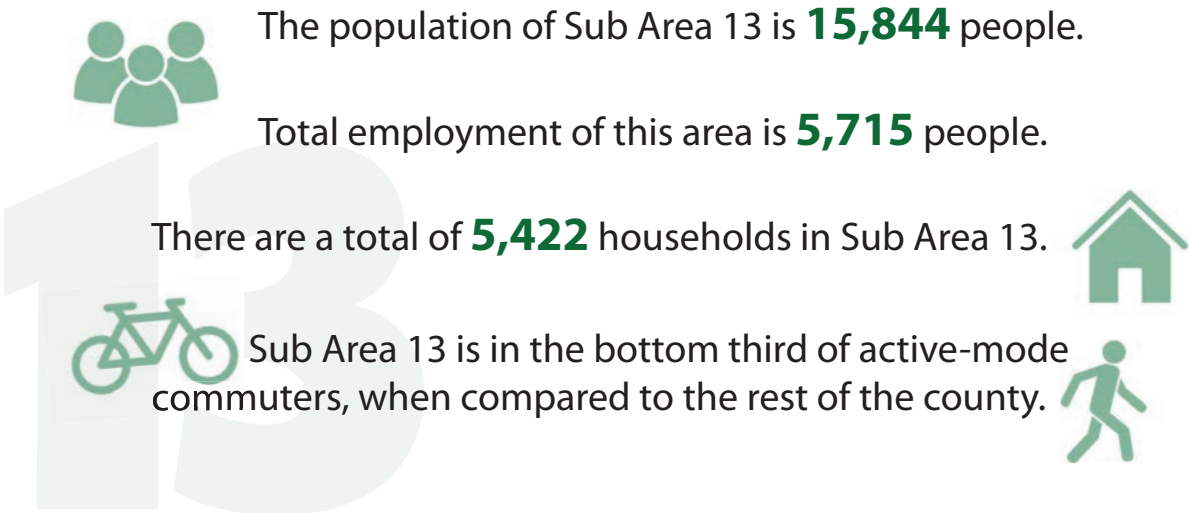 The population of Sub Area 13 is 15,844 people.
Total employment of this area is 5,715 people.
There are a total of 5,422 households in Sub Area 13.
Sub Area 13 is in the bottom third of active-mode
commuters, when compared to the rest of the county.
13